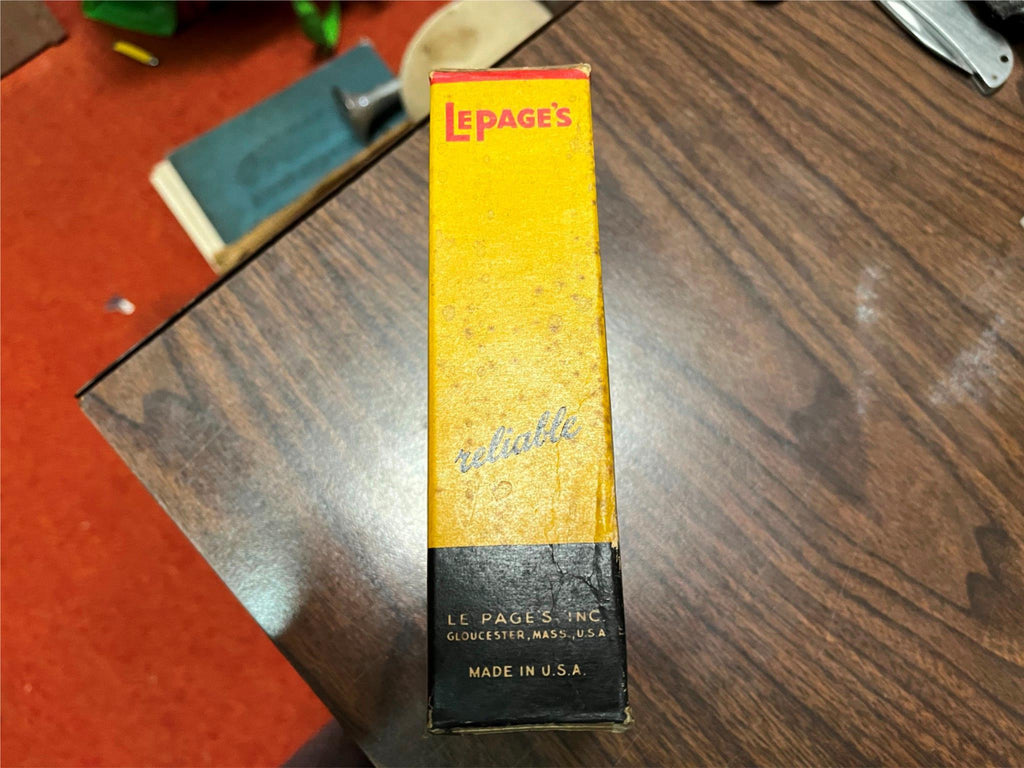 LEPAGE'S
reliable
LE PAGE'S, INC.
GLOUCESTER, MASS., U.S.A.
MADE IN U.S.A.